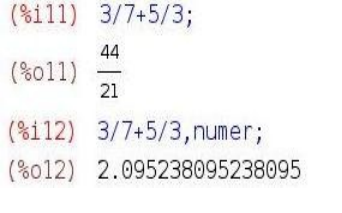 (%i11) 3/7+5/3;
(%o11) 44/21
(%i12) 3/7+5/3,numer;
(%o12) 2.095238095238095